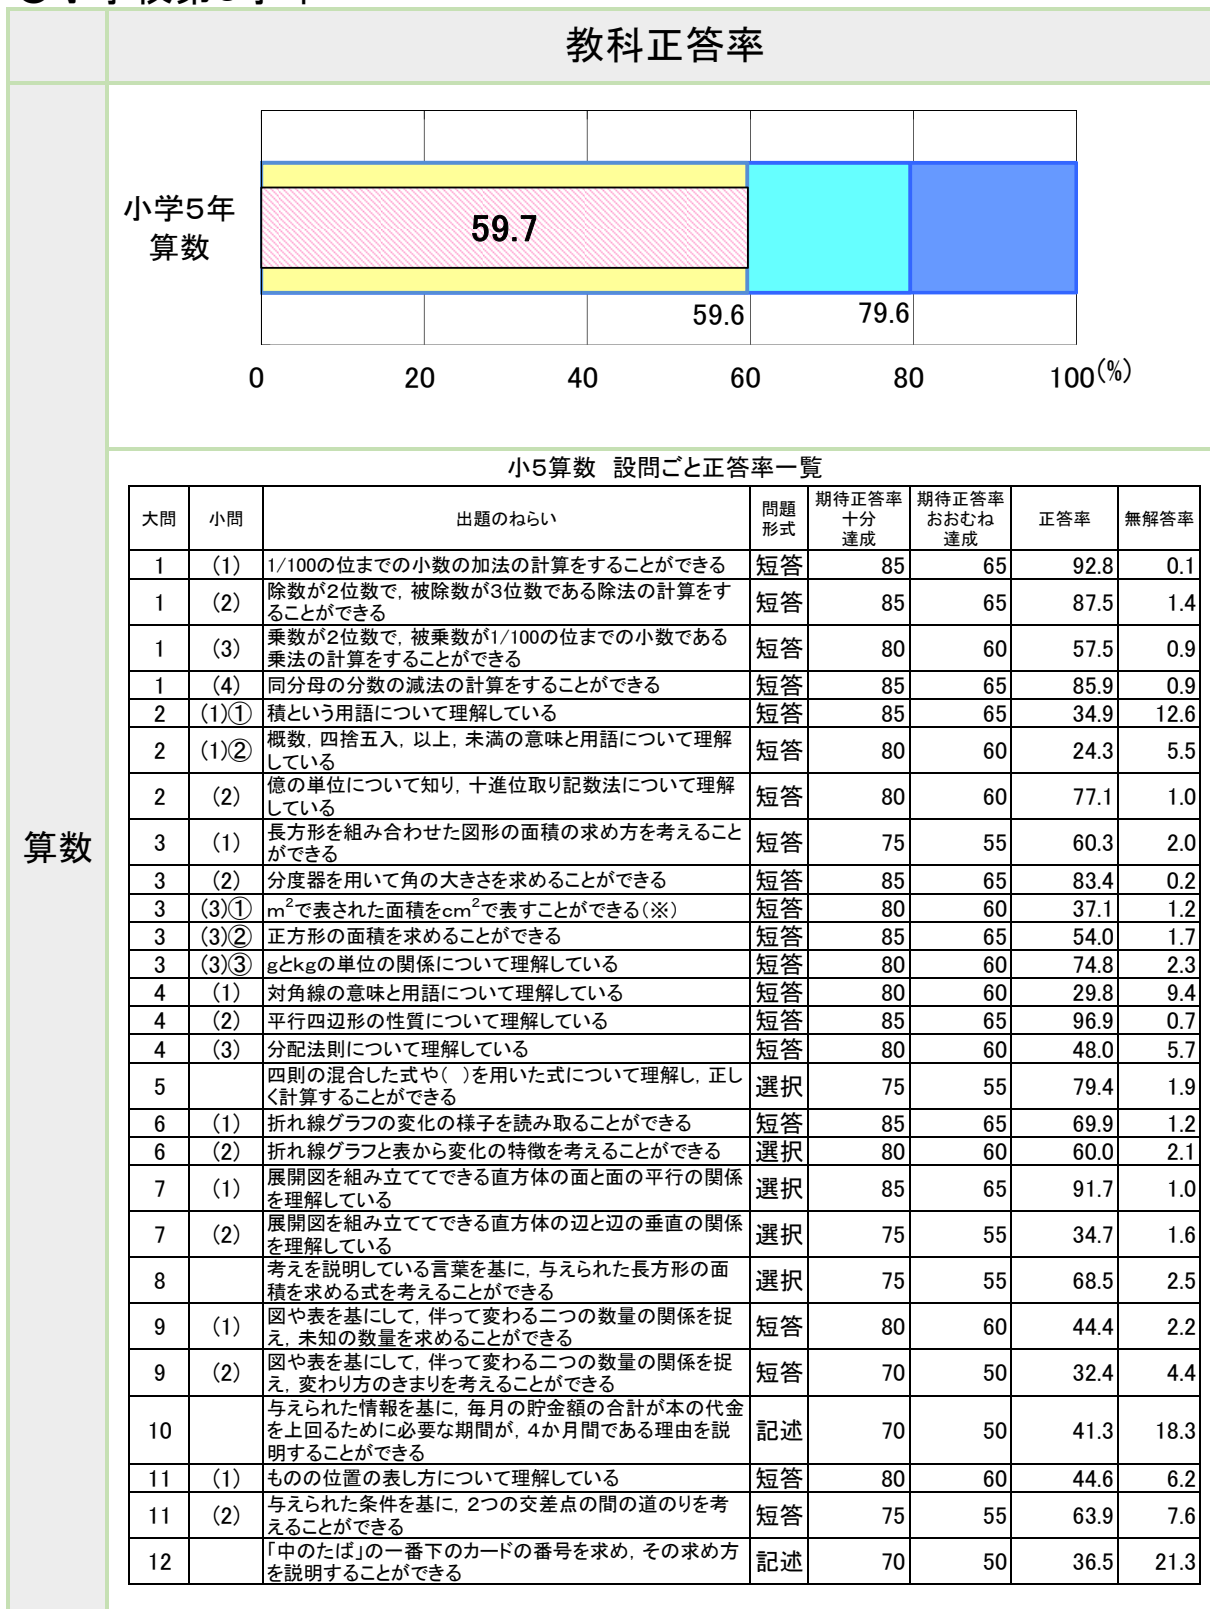 教科正答率
小学5年
算数
59.7
59.6 79.6
0 20 40 60 80 100(%)
算数
小5算数 設問ごと正答率一覧
大問 小問 出題のねらい 問題形式 期待正答率十分達成 期待正答率おおむね達成 正答率 無解答率
1 (1) 1/100の位までの小数の加法の計算をすることができる 短答 85 65 92.8 0.1
1 (2) 除数が2位数で，被除数が3位数である除法の計算をす
ることができる 短答 85 65 87.5 1.4
1 (3) 乗数が2位数で，被乗数が1/100の位までの小数である
乗法の計算をすることができる 短答 80 60 57.5 0.9
1 (4) 同分母の分数の減法の計算をすることができる 短答 85 65 85.9 0.9
2 (1)① 積という用語について理解している 短答 85 65 34.9 12.6
2 (1)② 概数，四捨五入，以上，未満の意味と用語について理解
している 短答 80 60 24.3 5.5
2 (2) 億の単位について知り，十進位取り記数法について理解
している 短答 80 60 77.1 1.0
3 (1) 長方形を組み合わせた図形の面積の求め方を考えること
ができる 短答 75 55 60.3 2.0
3 (2) 分度器を用いて角の大きさを求めることができる 短答 85 65 83.4 0.2
3 (3)① m²で表された面積をcm²で表すことができる(※) 短答 80 60 37.1 1.2
3 (3)② 正方形の面積を求めることができる 短答 85 65 54.0 1.7
3 (3)③ gとkgの単位の関係について理解している 短答 80 60 74.8 2.3
4 (1) 対角線の意味と用語について理解している 短答 80 60 29.8 9.4
4 (2) 平行四辺形の性質について理解している 短答 85 65 96.9 0.7
4 (3) 分配法則について理解している 短答 80 60 48.0 5.7
5 四則の混合した式や( )を用いた式について理解し，正し
く計算することができる 選択 75 55 79.4 1.9
6 (1) 折れ線グラフの変化の様子を読み取ることができる 短答 85 65 69.9 1.2
6 (2) 折れ線グラフと表から変化の特徴を考えることができる 選択 80 60 60.0 2.1
7 (1) 展開図を組み立ててできる直方体の面と面の平行の関係
を理解している 選択 85 65 91.7 1.0
7 (2) 展開図を組み立ててできる直方体の辺と辺の垂直の関係
を理解している 選択 75 55 34.7 1.6
8 考えを説明している言葉を基に，与えられた長方形の面
積を求める式を考えることができる 選択 75 55 68.5 2.5
9 (1) 図や表を基にして，伴って変わる二つの数量の関係を捉
え，未知の数量を求めることができる 短答 80 60 44.4 2.2
9 (2) 図や表を基にして，伴って変わる二つの数量の関係を捉
え，変わり方のきまりを考えることができる 短答 70 50 32.4 4.4
10 与えられた情報を基に，毎月の貯金額の合計が本の代金
を上回るために必要な期間が，4か月間である理由を説
明することができる 記述 70 50 41.3 18.3
11 (1) ものの位置の表し方について理解している 短答 80 60 44.6 6.2
11 (2) 与えられた条件を基に，2つの交差点の間の道のりを考
えることができる 短答 75 55 63.9 7.6
12 「中のたば」の一番下のカードの番号を求め，その求め方
を説明することができる 記述 70 50 36.5 21.3